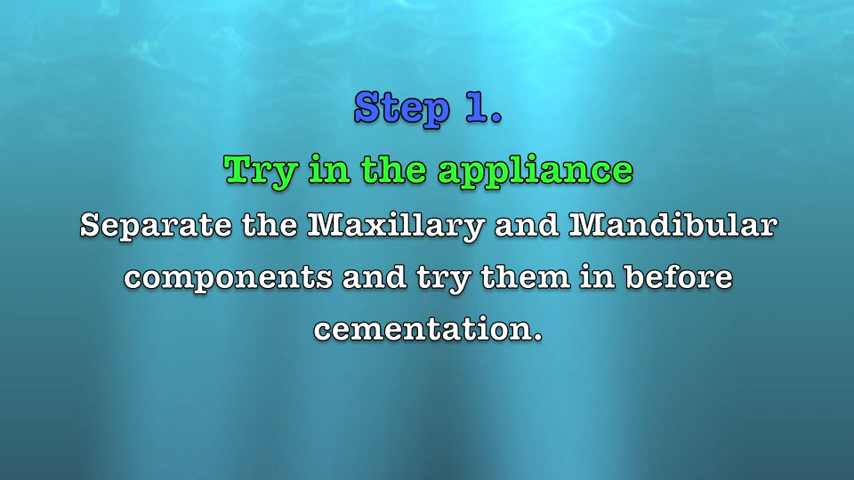 Step 1.
Try in the appliance
Separate the Maxillary and Mandibular
components and try them in before
cementation.